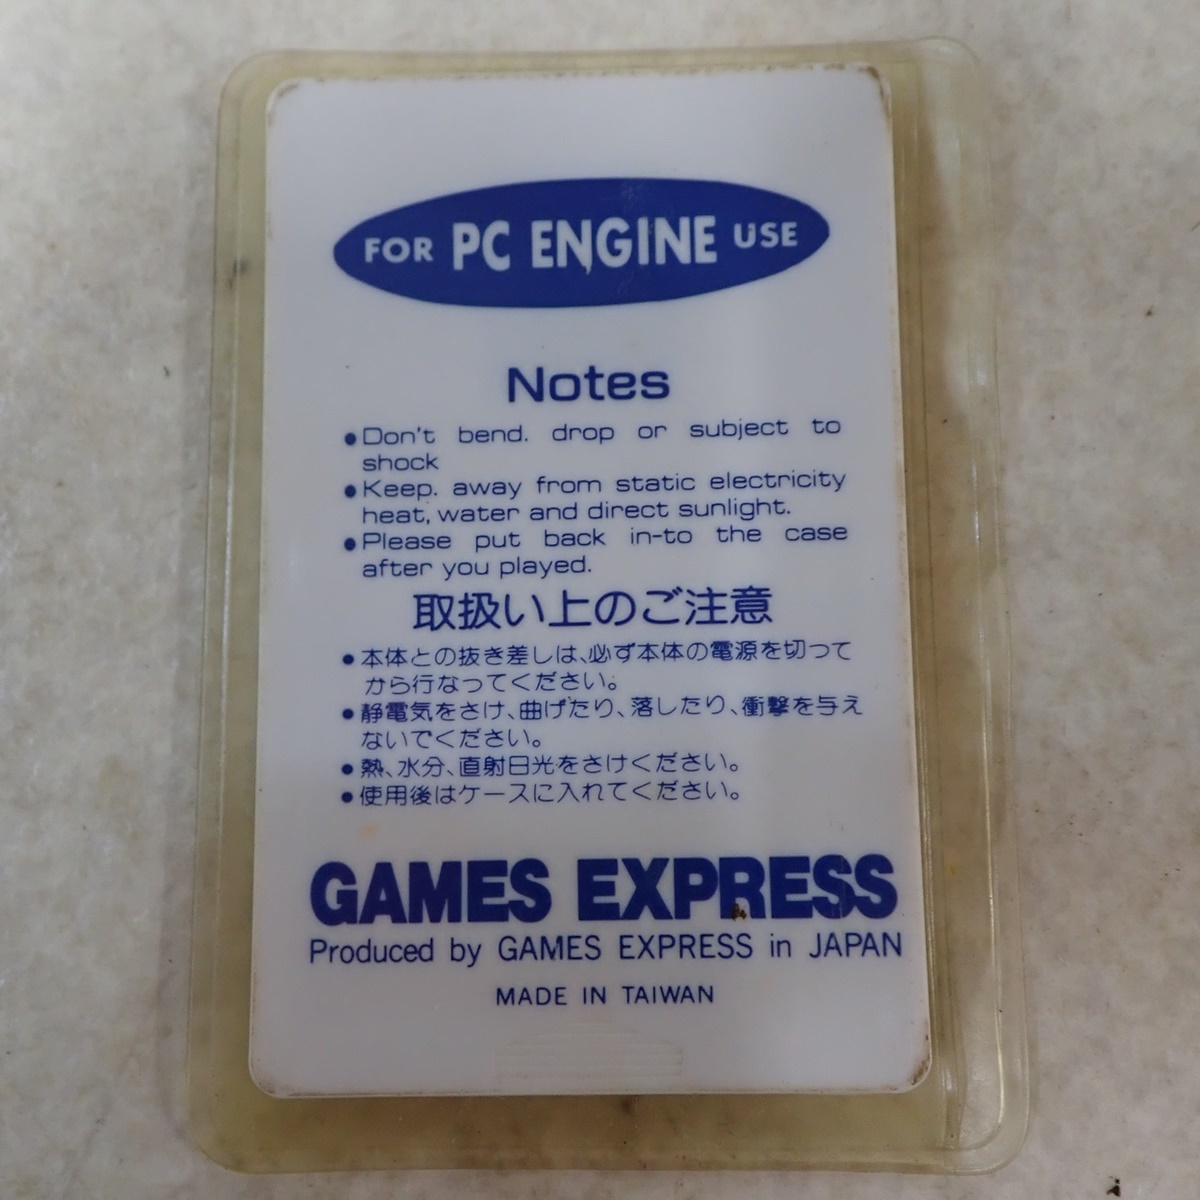 FOR PC ENGINE USE
Notes
●Don't bend. drop or subject to
shock
●Keep. away from static electricity
heat, water and direct sunlight.
●Please put back in-to the case
after you played.
取扱い上のご注意
●本体との抜き差しは、必ず本体の電源を切って
から行なってください。
●静電気をさけ、曲げたり、落したり、衝撃を与え
ないでください。
●熱、水分、直射日光をさけください。
●使用後はケースに入れてください。
GAMES EXPRESS
Produced by GAMES EXPRESS in JAPAN
MADE IN TAIWAN